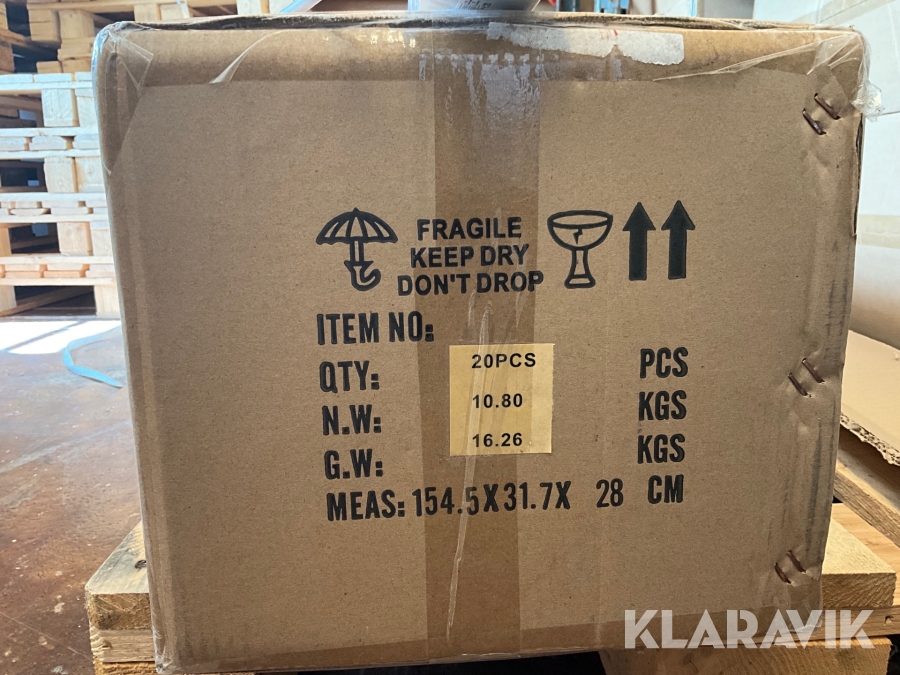 FRAGILE
KEEP DRY
DON'T DROP
ITEM NO:
QTY: 20PCS PCS
N.W: 10.80 KGS
G.W: 16.26 KGS
MEAS: 154.5X31.7X 28 CM
KLARAVIK